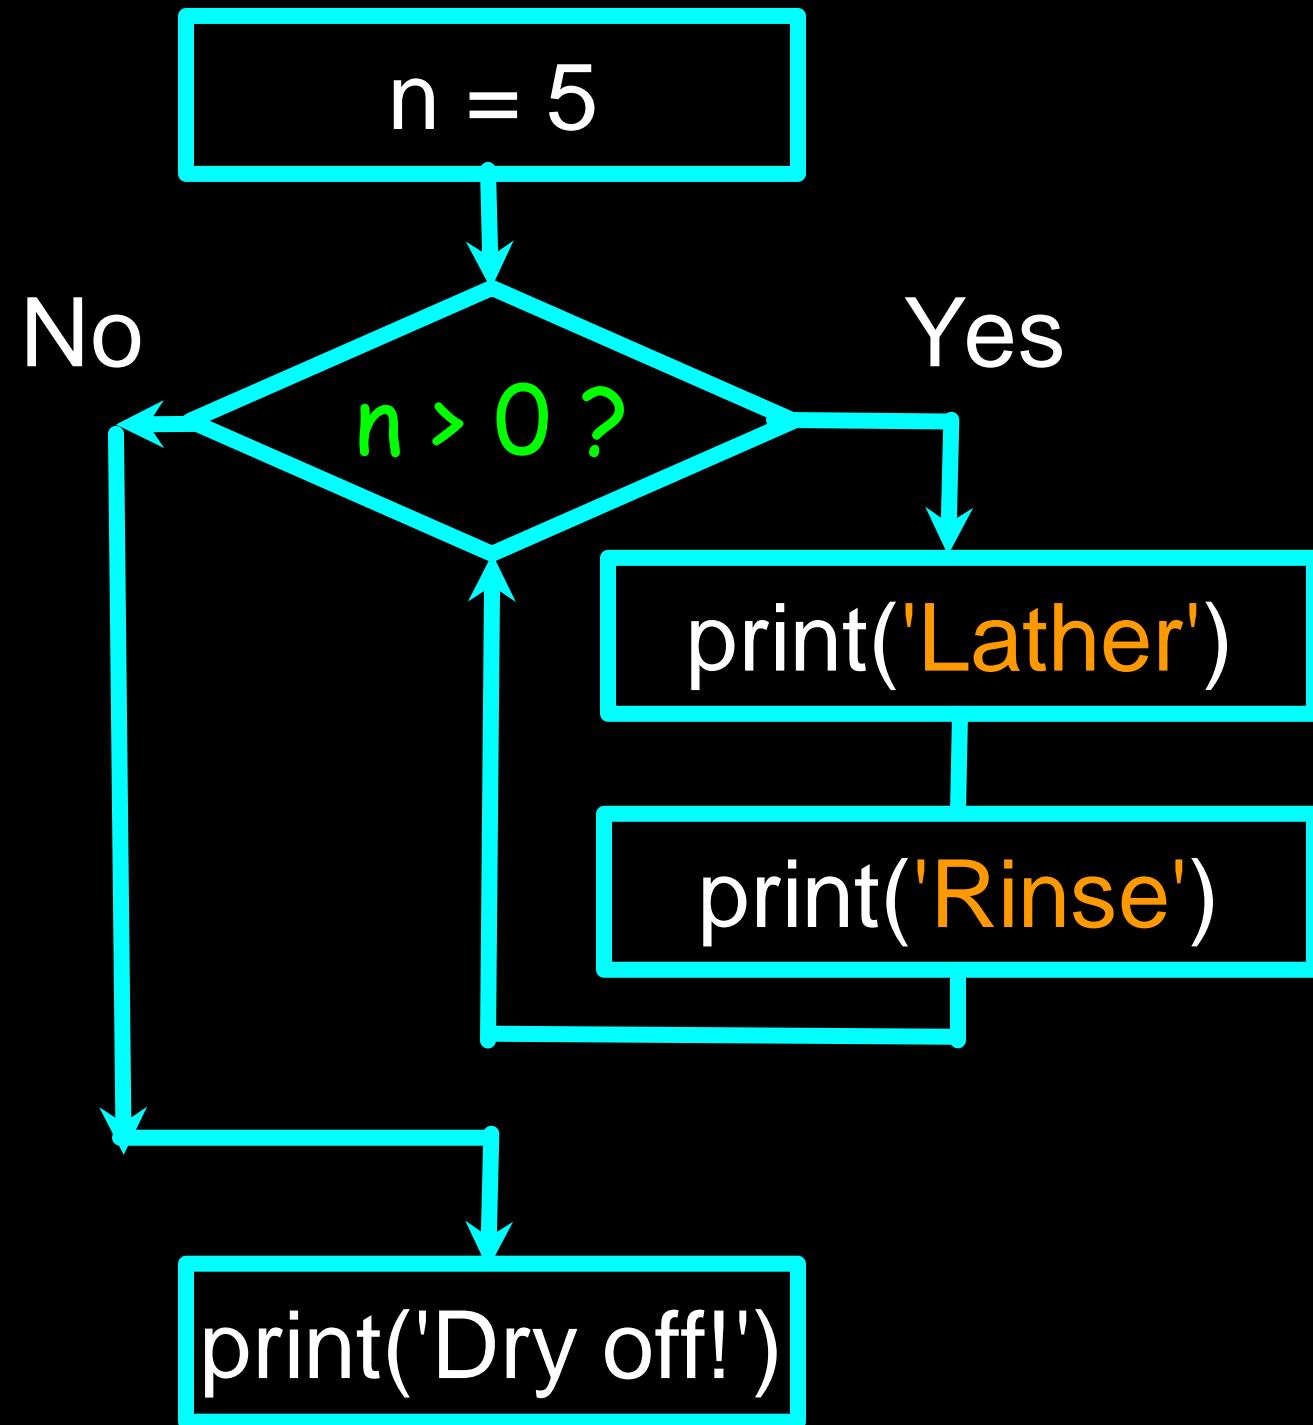 n = 5
No
Yes
n > 0 ?
print('Lather')
print('Rinse')
print('Dry off!')